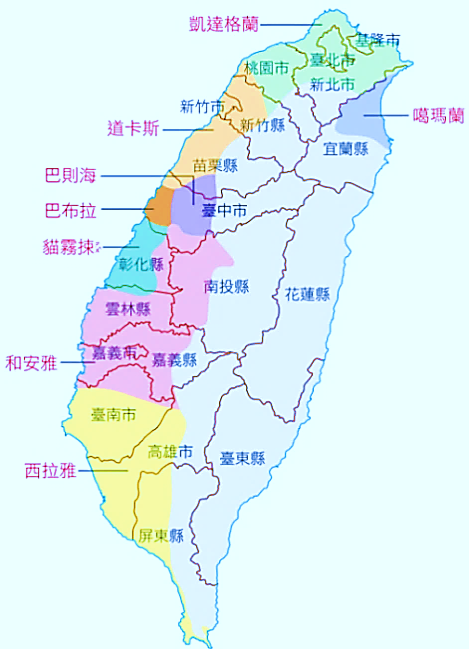 凱達格蘭
基隆市
臺北市
桃園市
新北市
新竹市
新竹縣
噶瑪蘭
道卡斯
宜蘭縣
苗栗縣
巴則海
巴布拉
臺中市
貓霧捒
彰化縣
南投縣
花蓮縣
雲林縣
嘉義市
嘉義縣
和安雅
臺南市
高雄市
臺東縣
西拉雅
屏東縣